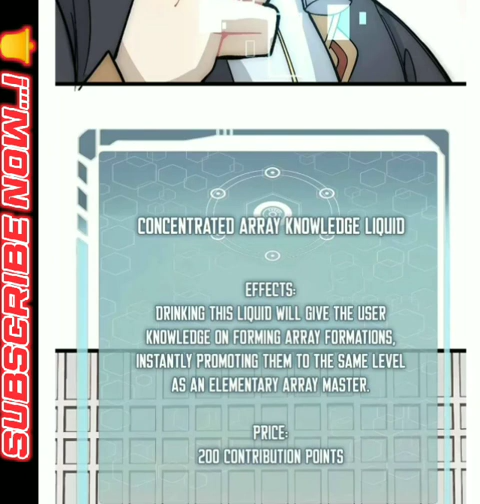 SUBSCRIBE NOW...!
CONCENTRATED ARRAY KNOWLEDGE LIQUID
EFFECTS:
DRINKING THIS LIQUID WILL GIVE THE USER
KNOWLEDGE ON FORMING ARRAY FORMATIONS,
INSTANTLY PROMOTING THEM TO THE SAME LEVEL
AS AN ELEMENTARY ARRAY MASTER.
PRICE:
200 CONTRIBUTION POINTS